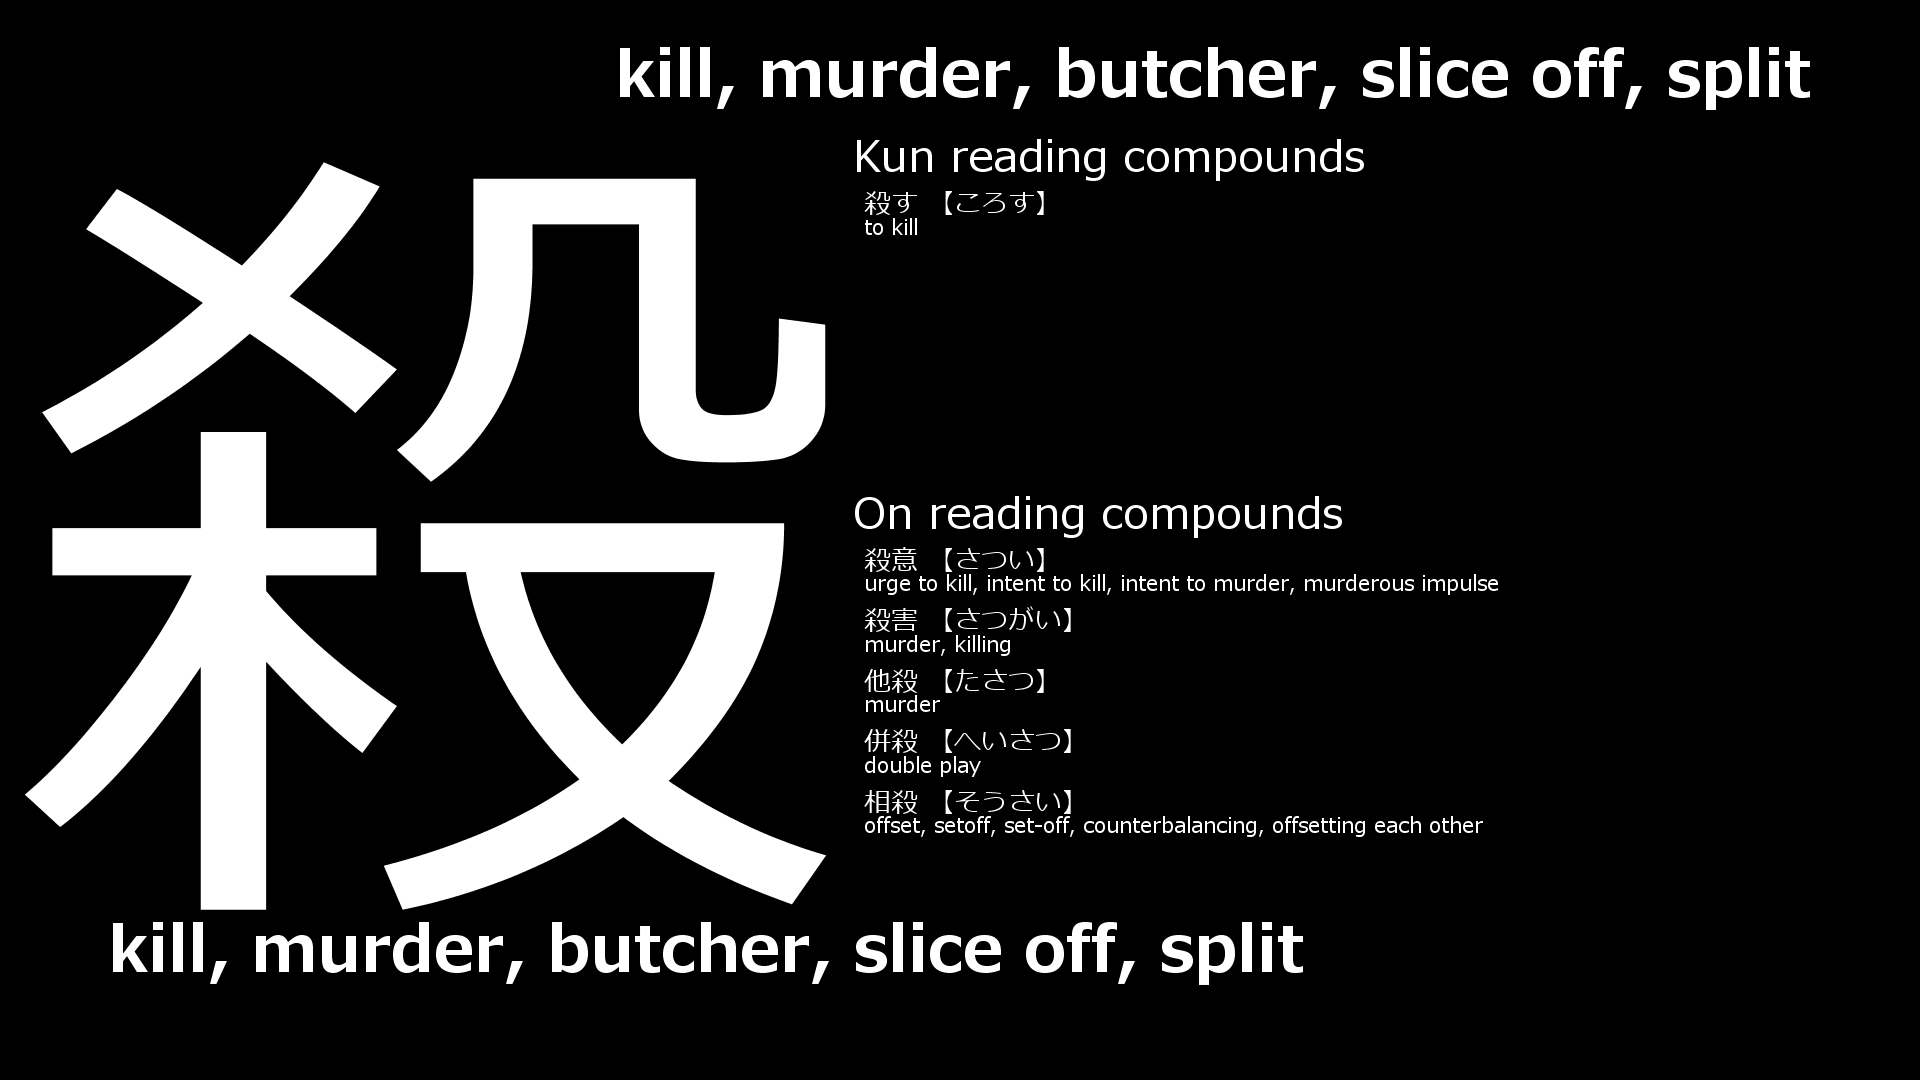 kill, murder, butcher, slice off, split
殺
Kun reading compounds
殺す 【ころす】
to kill
On reading compounds
殺意 【さつい】
urge to kill, intent to kill, intent to murder, murderous impulse
殺害 【さつがい】
murder, killing
他殺 【たさつ】
murder
併殺 【へいさつ】
double play
相殺 【そうさい】
offset, setoff, set-off, counterbalancing, offsetting each other
kill, murder, butcher, slice off, split